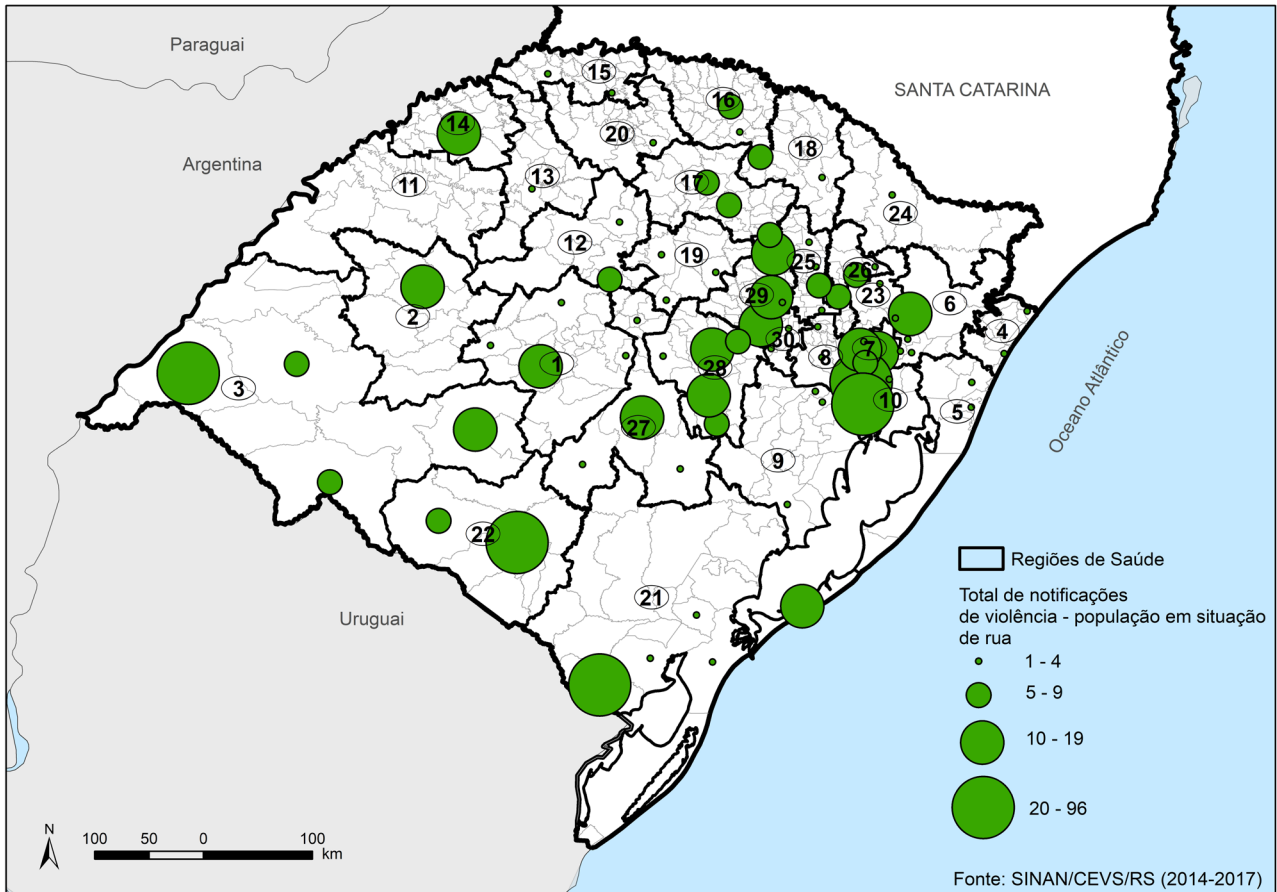 Paraguai
SANTA CATARINA
Argentina
15
16
14
20
18
13
17
11
24
12
19
25
26
29
23
6
2
4
30
7
8
1
28
3
10
5
27
9
22
21
Uruguai
Oceano Atlântico
Regiões de Saúde
Total de notificações
de violência - população em situação
de rua
1 - 4
5 - 9
10 - 19
20 - 96
N
100 50 0 100
km
Fonte: SINAN/CEVS/RS (2014-2017)